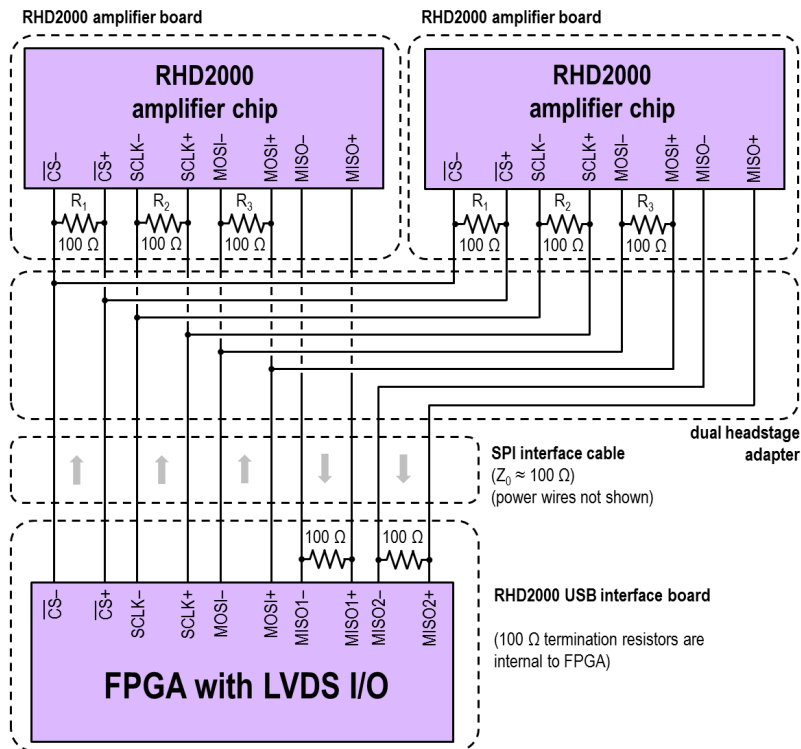 RHD2000 amplifier board
RHD2000 amplifier board
RHD2000
amplifier chip
CS− CS+ SCLK− SCLK+ MOSI− MOSI+ MISO− MISO+
R1 R2 R3
100 Ω 100 Ω 100 Ω
RHD2000
amplifier chip
CS− CS+ SCLK− SCLK+ MOSI− MOSI+ MISO− MISO+
R1 R2 R3
100 Ω 100 Ω 100 Ω
dual headstage
adapter
SPI interface cable
(Z0 ≈ 100 Ω)
(power wires not shown)
100 Ω 100 Ω
CS− CS+ SCLK− SCLK+ MOSI− MOSI+ MISO1− MISO1+ MISO2− MISO2+
FPGA with LVDS I/O
RHD2000 USB interface board
(100 Ω termination resistors are
internal to FPGA)